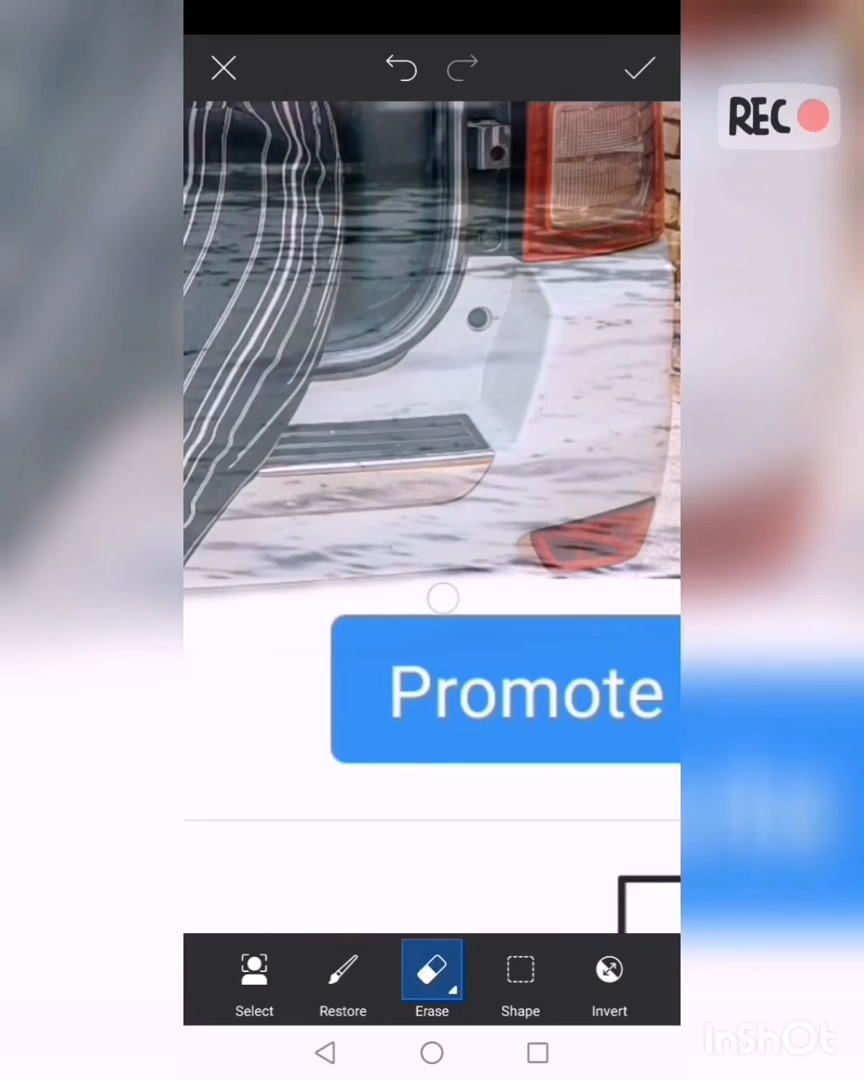 REC
Promote
Select
Restore
Erase
Shape
Invert
InShOt